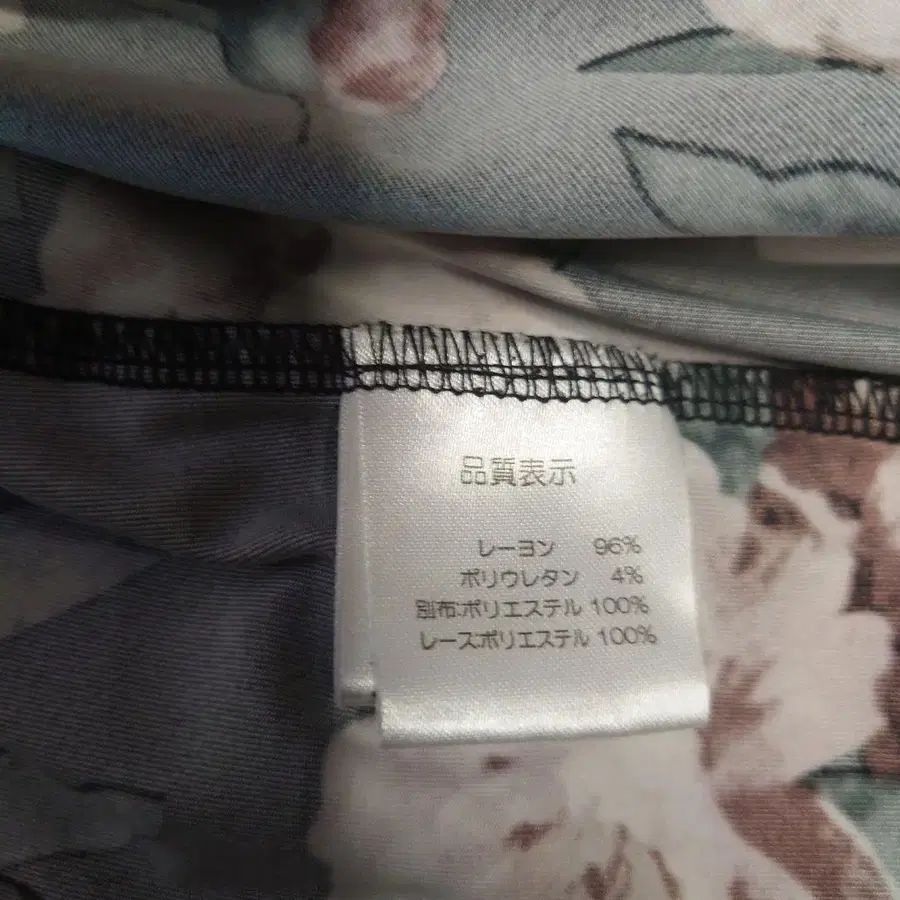 品質表示
レーヨン 96%
ポリウレタン 4%
別布:ポリエステル 100%
レース:ポリエステル 100%